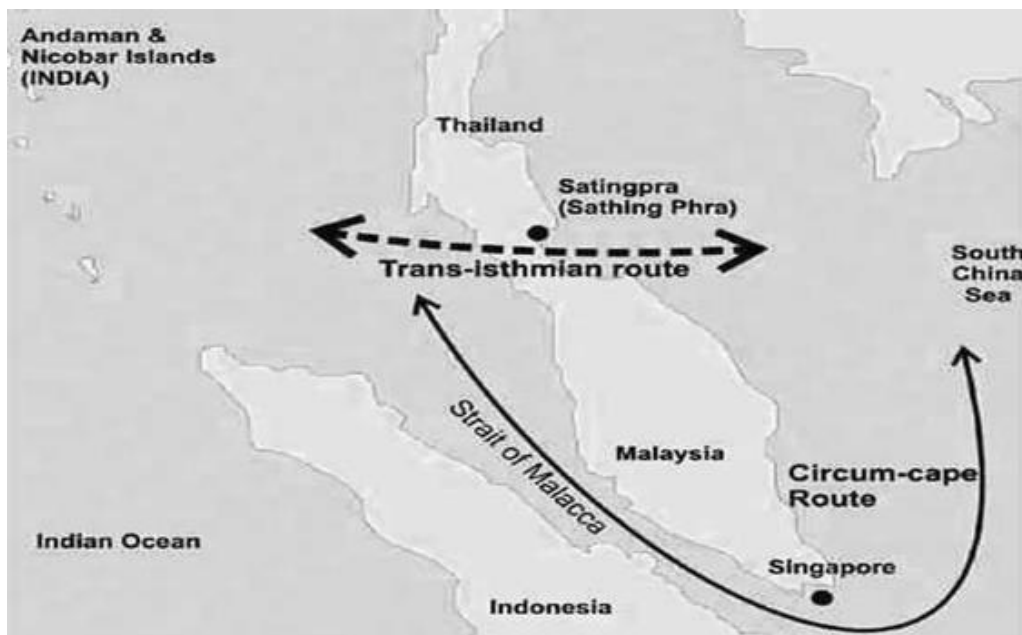 Andaman &
Nicobar Islands
(INDIA)
Thailand
Satingpra
(Sathing Phra)
Trans-isthmian route
South
China
Sea
Strait of Malacca
Malaysia
Circum-cape
Route
Indian Ocean
Singapore
Indonesia